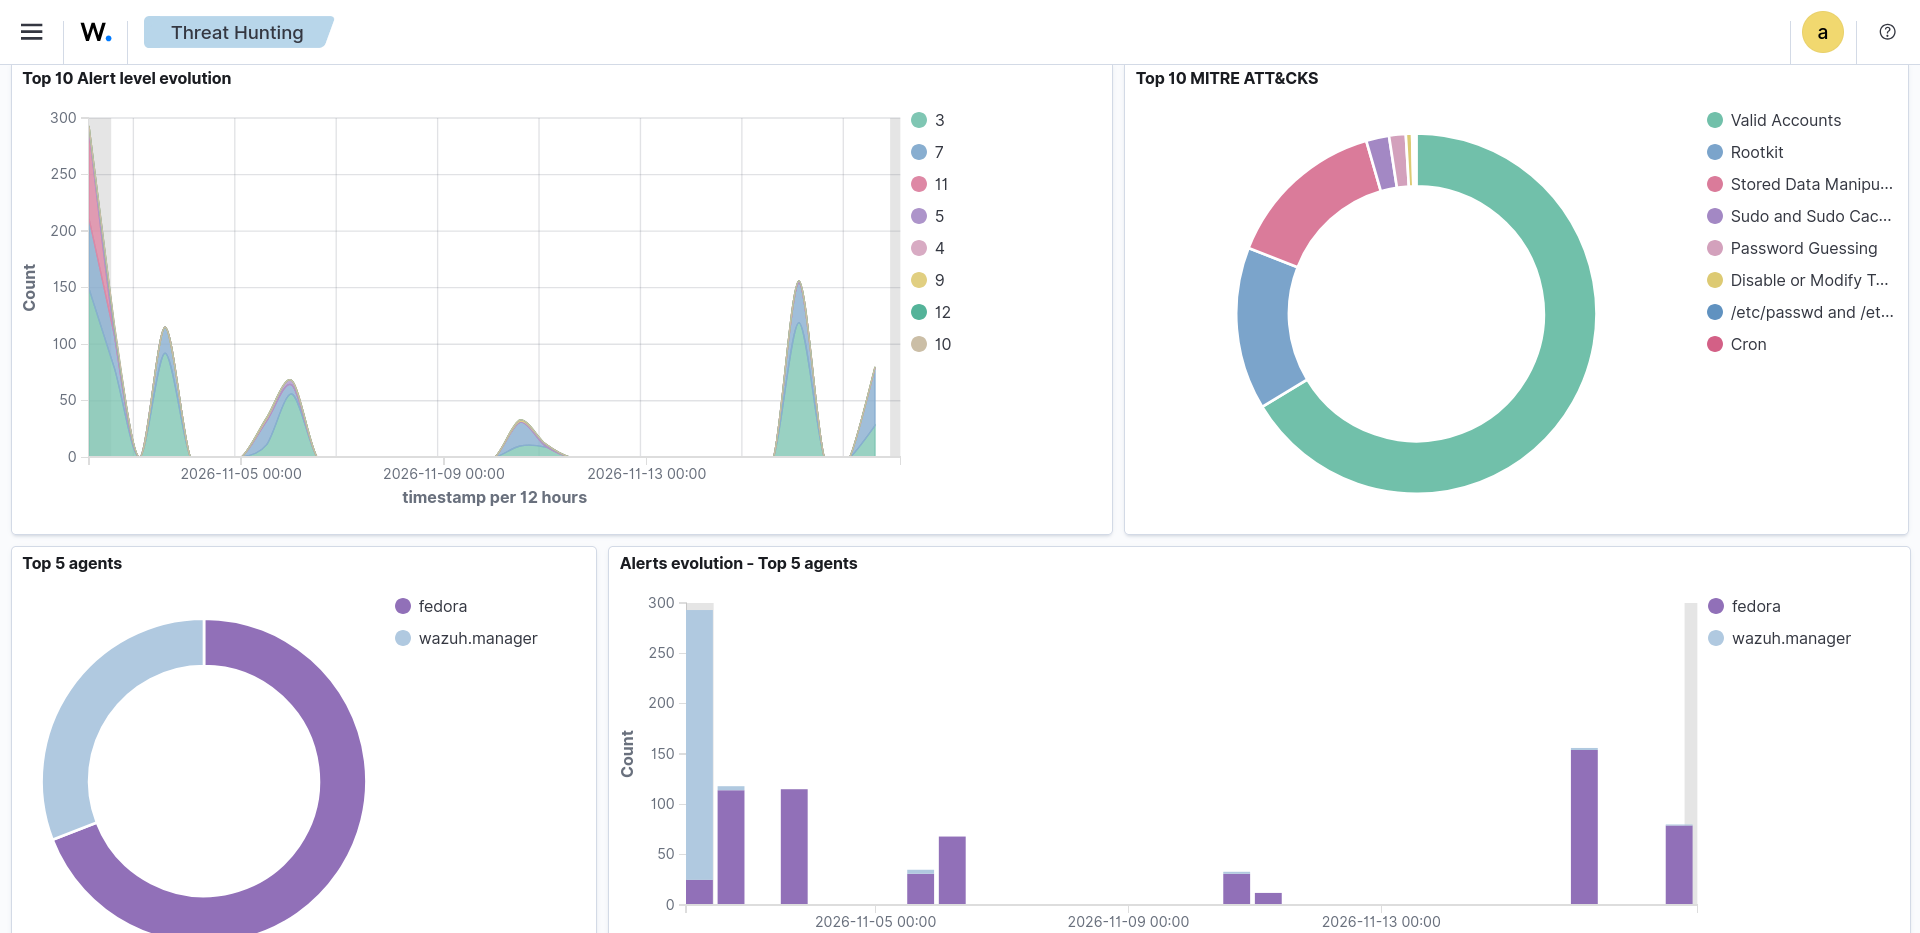 W.
Threat Hunting
a
Top 10 Alert level evolution
300
250
200
150
100
50
0
Count
2026-11-05 00:00
2026-11-09 00:00
2026-11-13 00:00
timestamp per 12 hours
3
7
11
5
4
9
12
10
Top 10 MITRE ATT&CKS
Valid Accounts
Rootkit
Stored Data Manipu...
Sudo and Sudo Cac...
Password Guessing
Disable or Modify T...
/etc/passwd and /et...
Cron
Top 5 agents
fedora
wazuh.manager
Alerts evolution - Top 5 agents
300
250
200
150
100
50
0
Count
2026-11-05 00:00
2026-11-09 00:00
2026-11-13 00:00
fedora
wazuh.manager